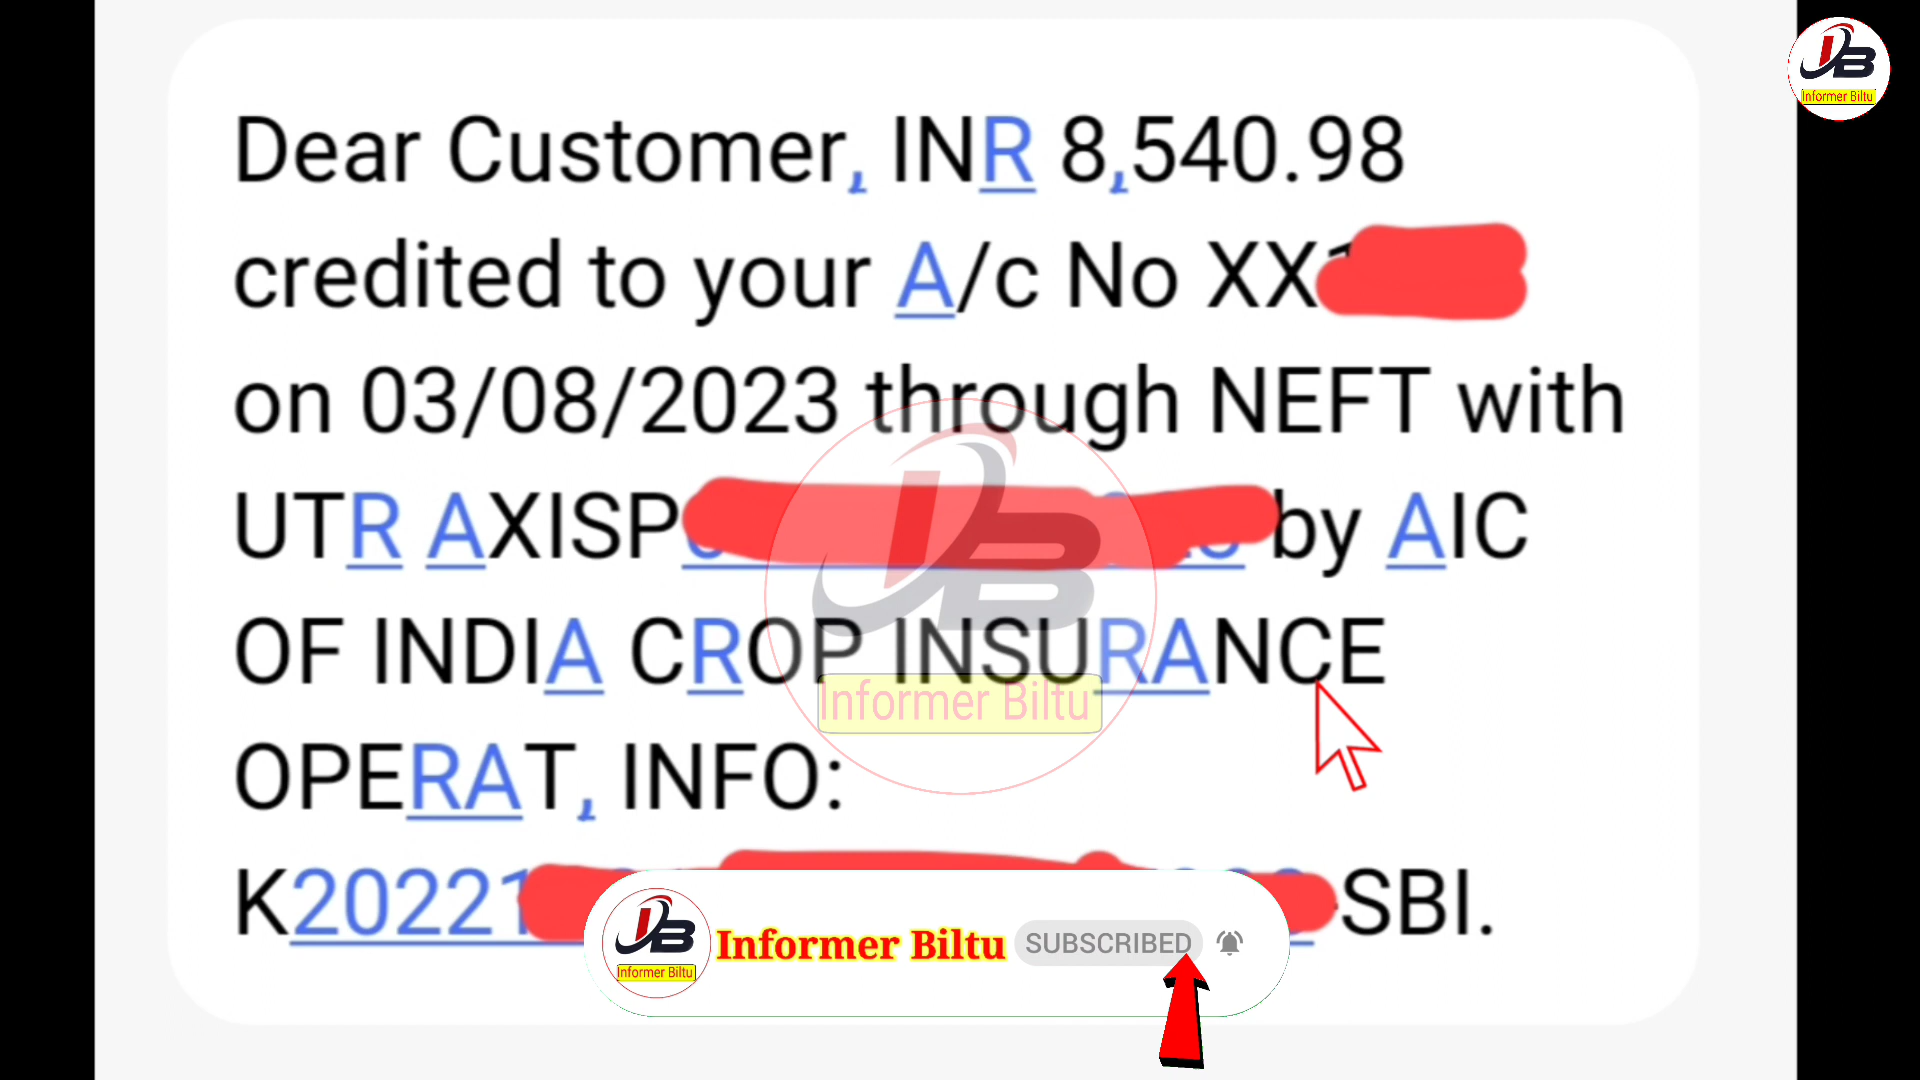 Dear Customer, INR 8,540.98
credited to your A/c No XX
on 03/08/2023 through NEFT with
UTR AXISP by AIC
OF INDIA CROP INSURANCE
OPERAT, INFO:
K2022 SBI.
Informer Biltu
Informer Biltu
Informer Biltu
Informer Biltu SUBSCRIBED